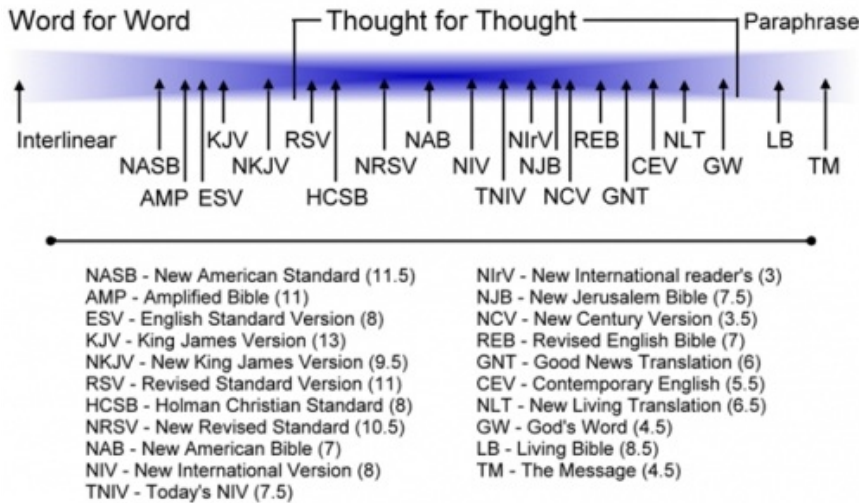 Word for Word Thought for Thought Paraphrase
Interlinear KJV RSV NAB NIrV REB NLT LB
NASB NKJV NRSV NIV NJB CEV GW TM
AMP ESV HCSB TNIV NCV GNT
NASB - New American Standard (11.5)
AMP - Amplified Bible (11)
ESV - English Standard Version (8)
KJV - King James Version (13)
NKJV - New King James Version (9.5)
RSV - Revised Standard Version (11)
HCSB - Holman Christian Standard (8)
NRSV - New Revised Standard (10.5)
NAB - New American Bible (7)
NIV - New International Version (8)
TNIV - Today's NIV (7.5)
NIrV - New International reader's (3)
NJB - New Jerusalem Bible (7.5)
NCV - New Century Version (3.5)
REB - Revised English Bible (7)
GNT - Good News Translation (6)
CEV - Contemporary English (5.5)
NLT - New Living Translation (6.5)
GW - God's Word (4.5)
LB - Living Bible (8.5)
TM - The Message (4.5)